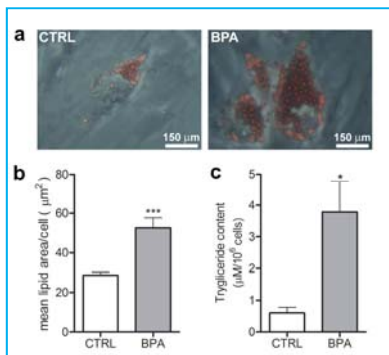 a
CTRL
BPA
150 μm
150 μm
b
c
mean lipid area/cell ( μm²)
80
60
40
20
0
***
CTRL
BPA
Trygliceride content
(μM/10⁶ cells)
5
4
3
2
1
0
*
CTRL
BPA